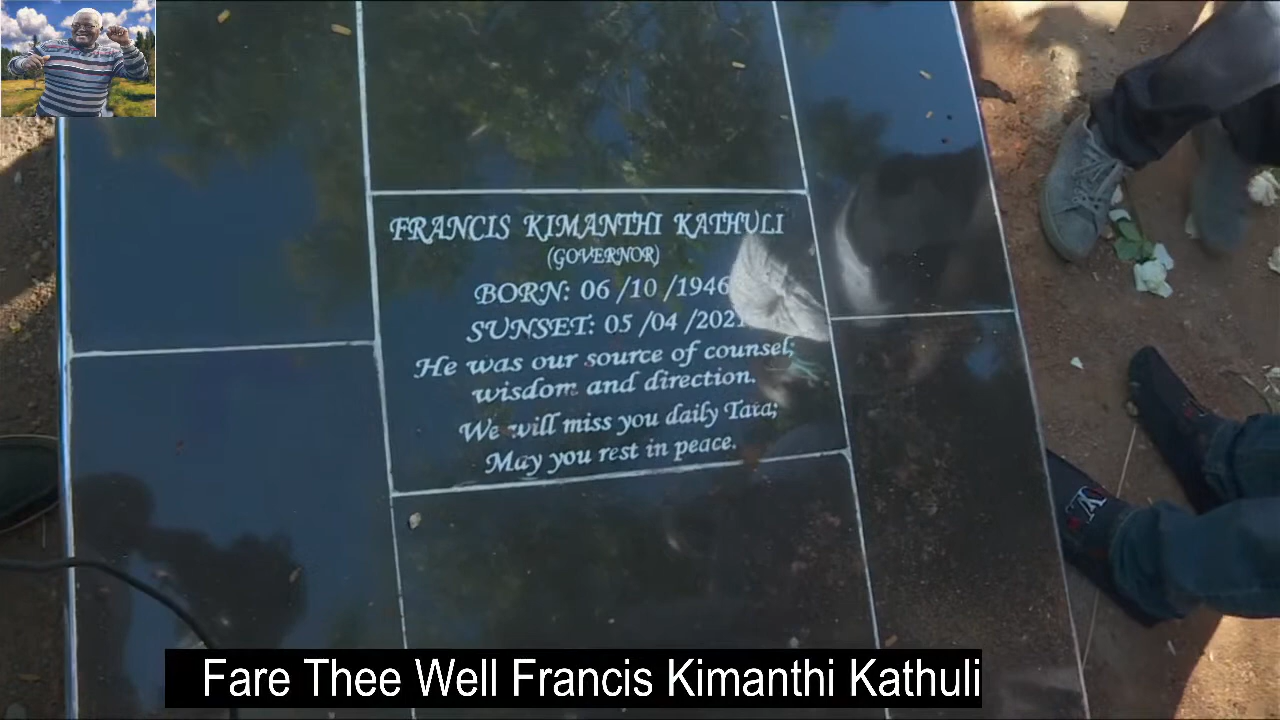 FRANCIS KIMANTHI KATHULI
(GOVERNOR)
BORN: 06 /10 /1946
SUNSET: 05 /04 /2021
He was our source of counsel;
wisdom and direction.
We will miss you daily Tata;
May you rest in peace.
Fare Thee Well Francis Kimanthi Kathuli